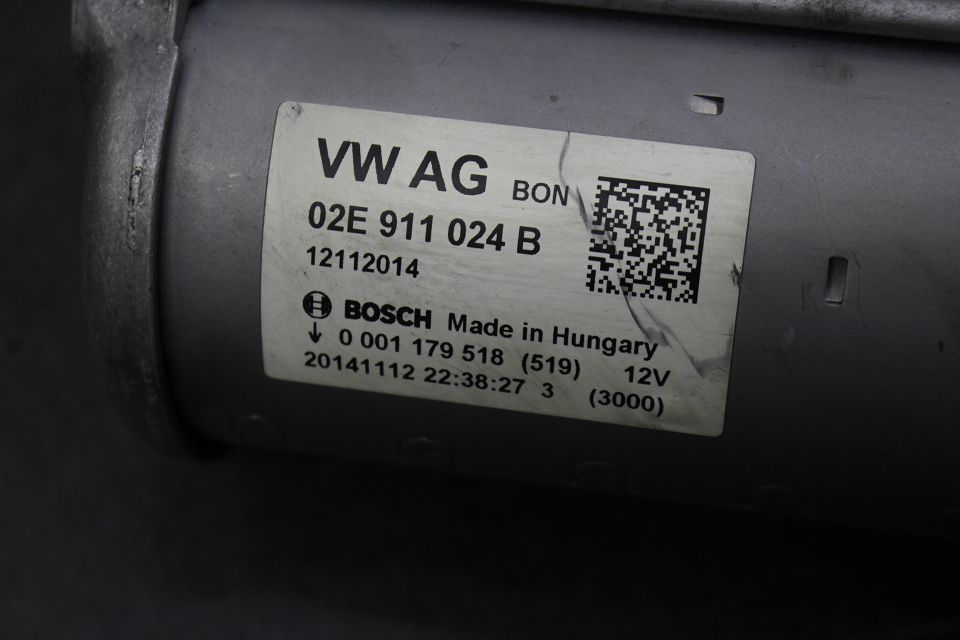 VW AG BON
02E 911 024 B
12112014
BOSCH Made in Hungary
0 001 179 518 (519) 12V
20141112 22:38:27 3 (3000)